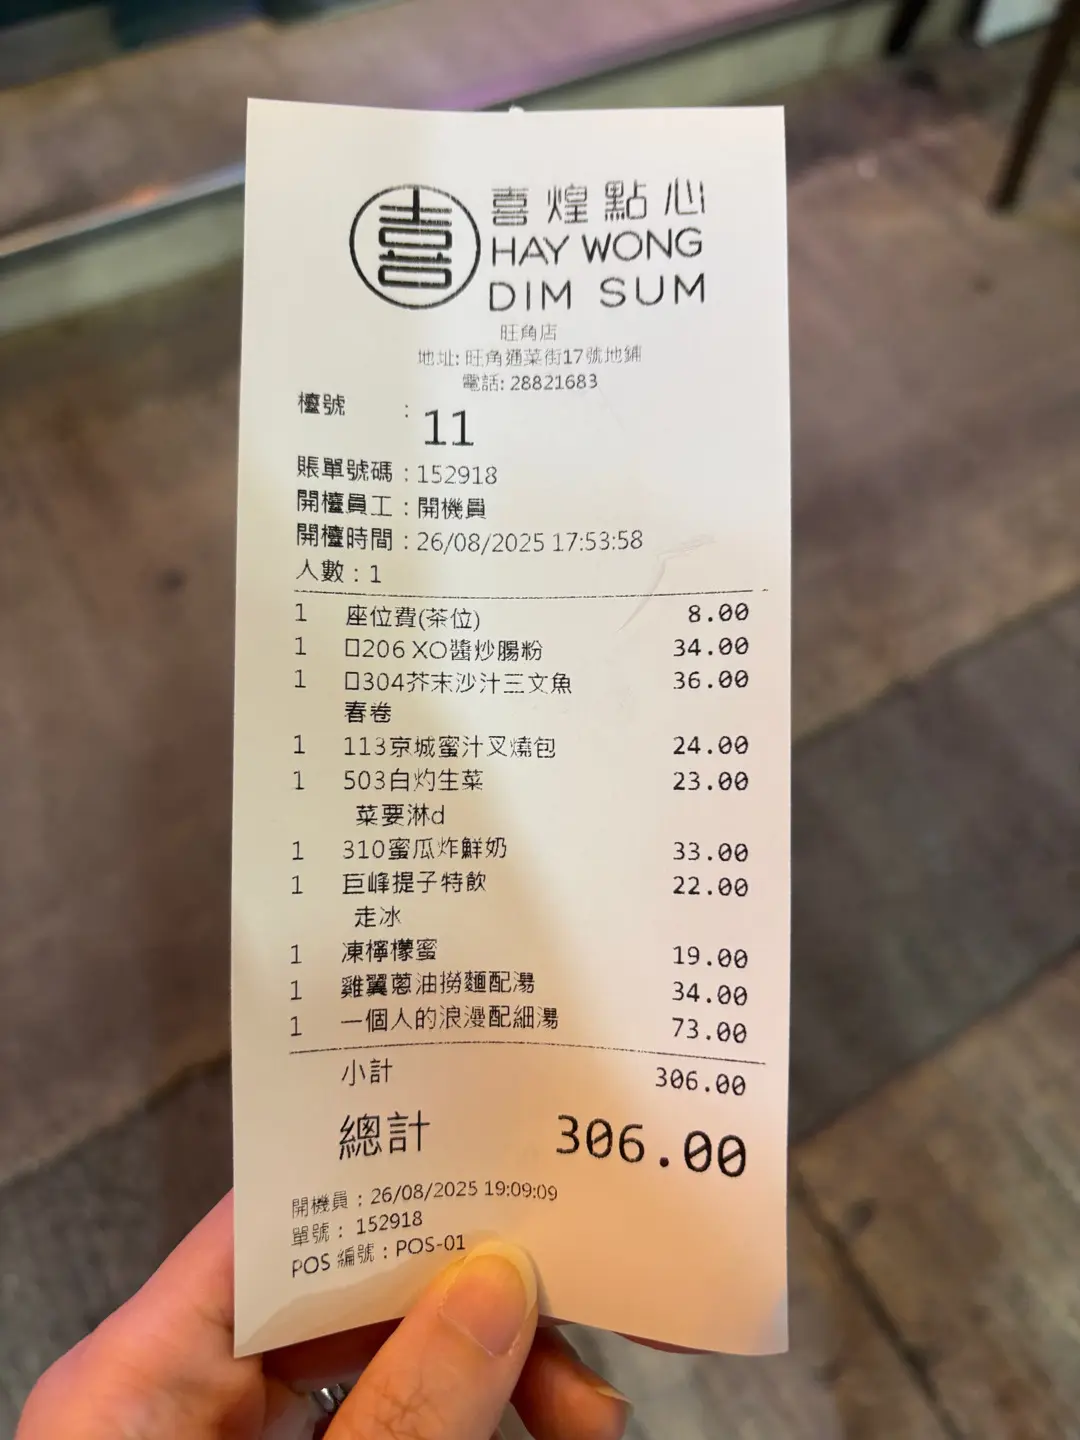 喜
喜煌點心
HAY WONG
DIM SUM
旺角店
地址: 旺角通菜街17號地鋪
電話: 28821683
檯號 : 11
賬單號碼 : 152918
開檯員工 : 開機員
開檯時間 : 26/08/2025 17:53:58
人數 : 1
1 座位費(茶位) 8.00
1 □206 XO醬炒腸粉 34.00
1 □304芥末沙汁三文魚 36.00
春卷
1 113京城蜜汁叉燒包 24.00
1 503白灼生菜 23.00
菜要淋d
1 310蜜瓜炸鮮奶 33.00
1 巨峰提子特飲 22.00
走冰
1 凍檸檬蜜 19.00
1 雞翼蔥油撈麵配湯 34.00
1 一個人的浪漫配細湯 73.00
小計 306.00
總計 306.00
開機員 : 26/08/2025 19:09:09
單號 : 152918
POS 編號 : POS-01